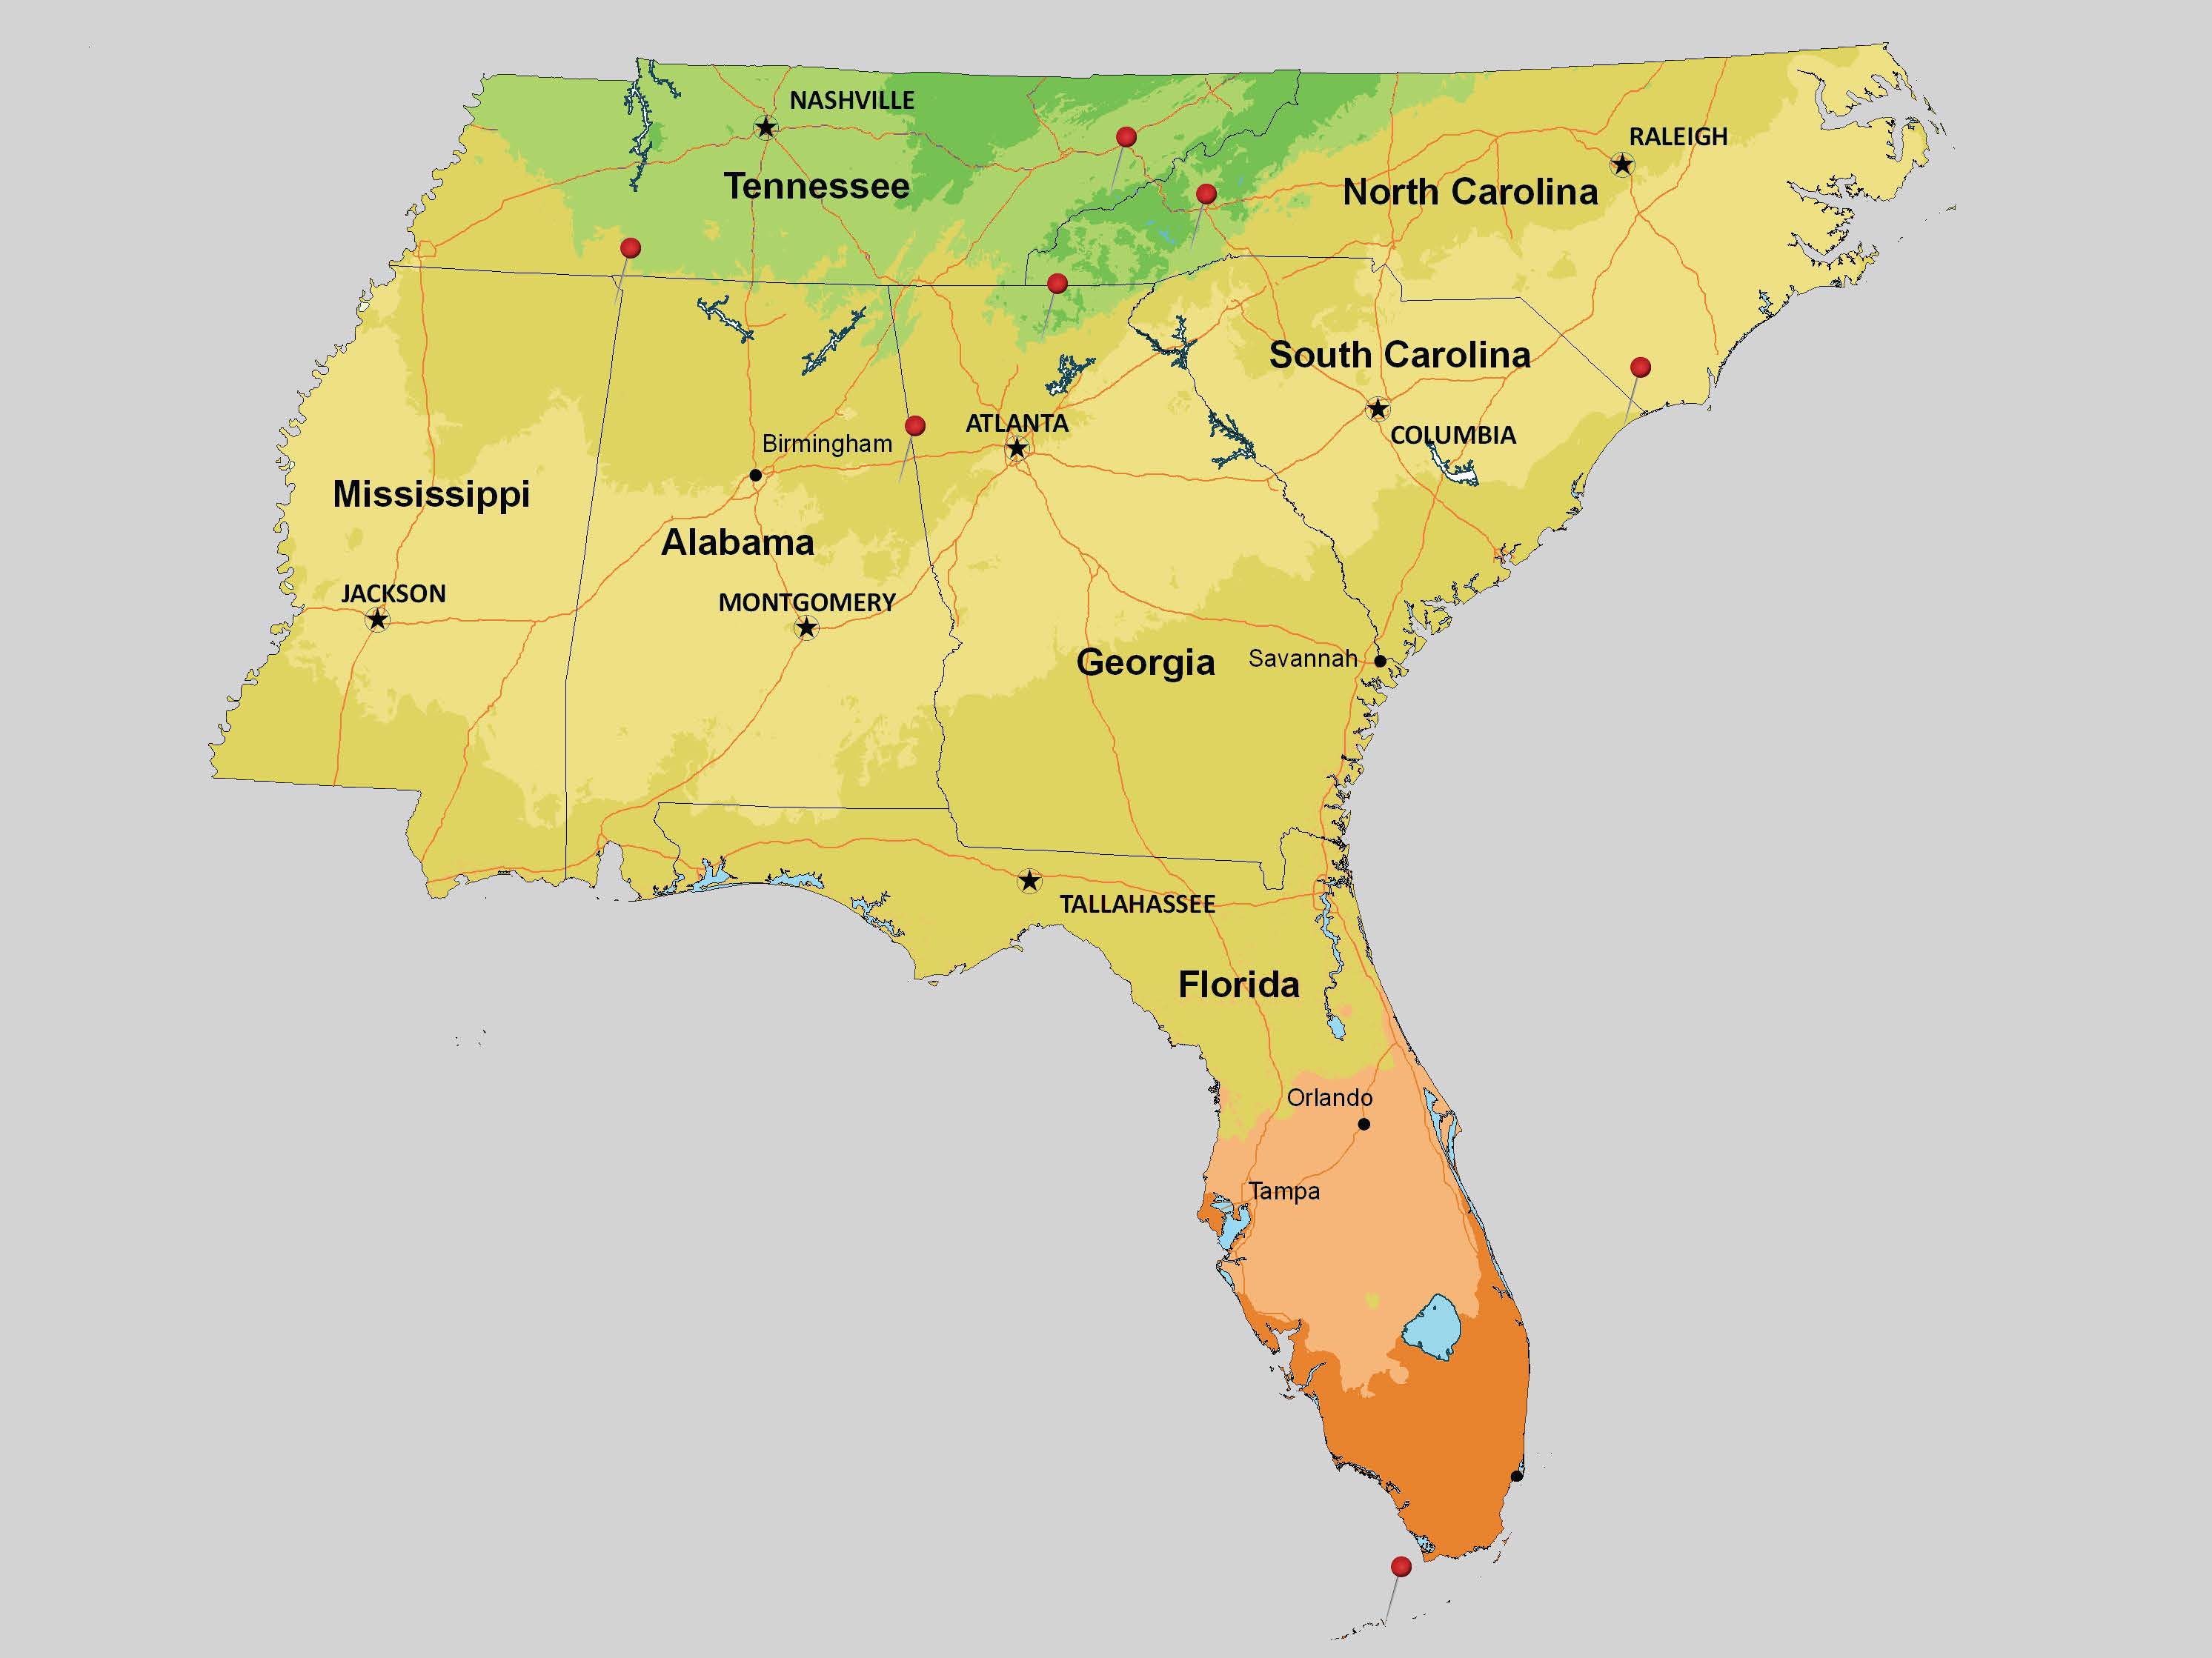 NASHVILLE
RALEIGH
Tennessee
North Carolina
South Carolina
ATLANTA
COLUMBIA
Birmingham
Mississippi
Alabama
JACKSON
MONTGOMERY
Georgia
Savannah
TALLAHASSEE
Florida
Orlando
Tampa